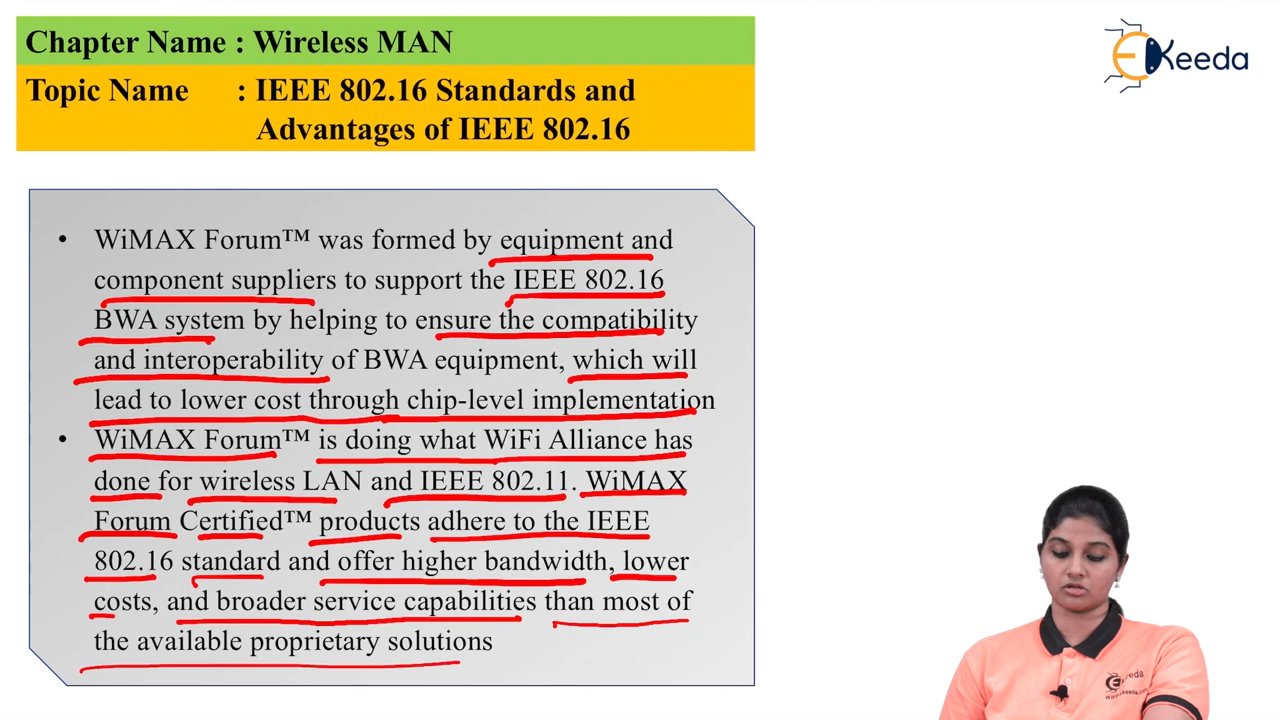 Chapter Name : Wireless MAN
Topic Name : IEEE 802.16 Standards and
Advantages of IEEE 802.16
EKeeda
• WiMAX Forum™ was formed by equipment and
component suppliers to support the IEEE 802.16
BWA system by helping to ensure the compatibility
and interoperability of BWA equipment, which will
lead to lower cost through chip-level implementation
• WiMAX Forum™ is doing what WiFi Alliance has
done for wireless LAN and IEEE 802.11. WiMAX
Forum Certified™ products adhere to the IEEE
802.16 standard and offer higher bandwidth, lower
costs, and broader service capabilities than most of
the available proprietary solutions